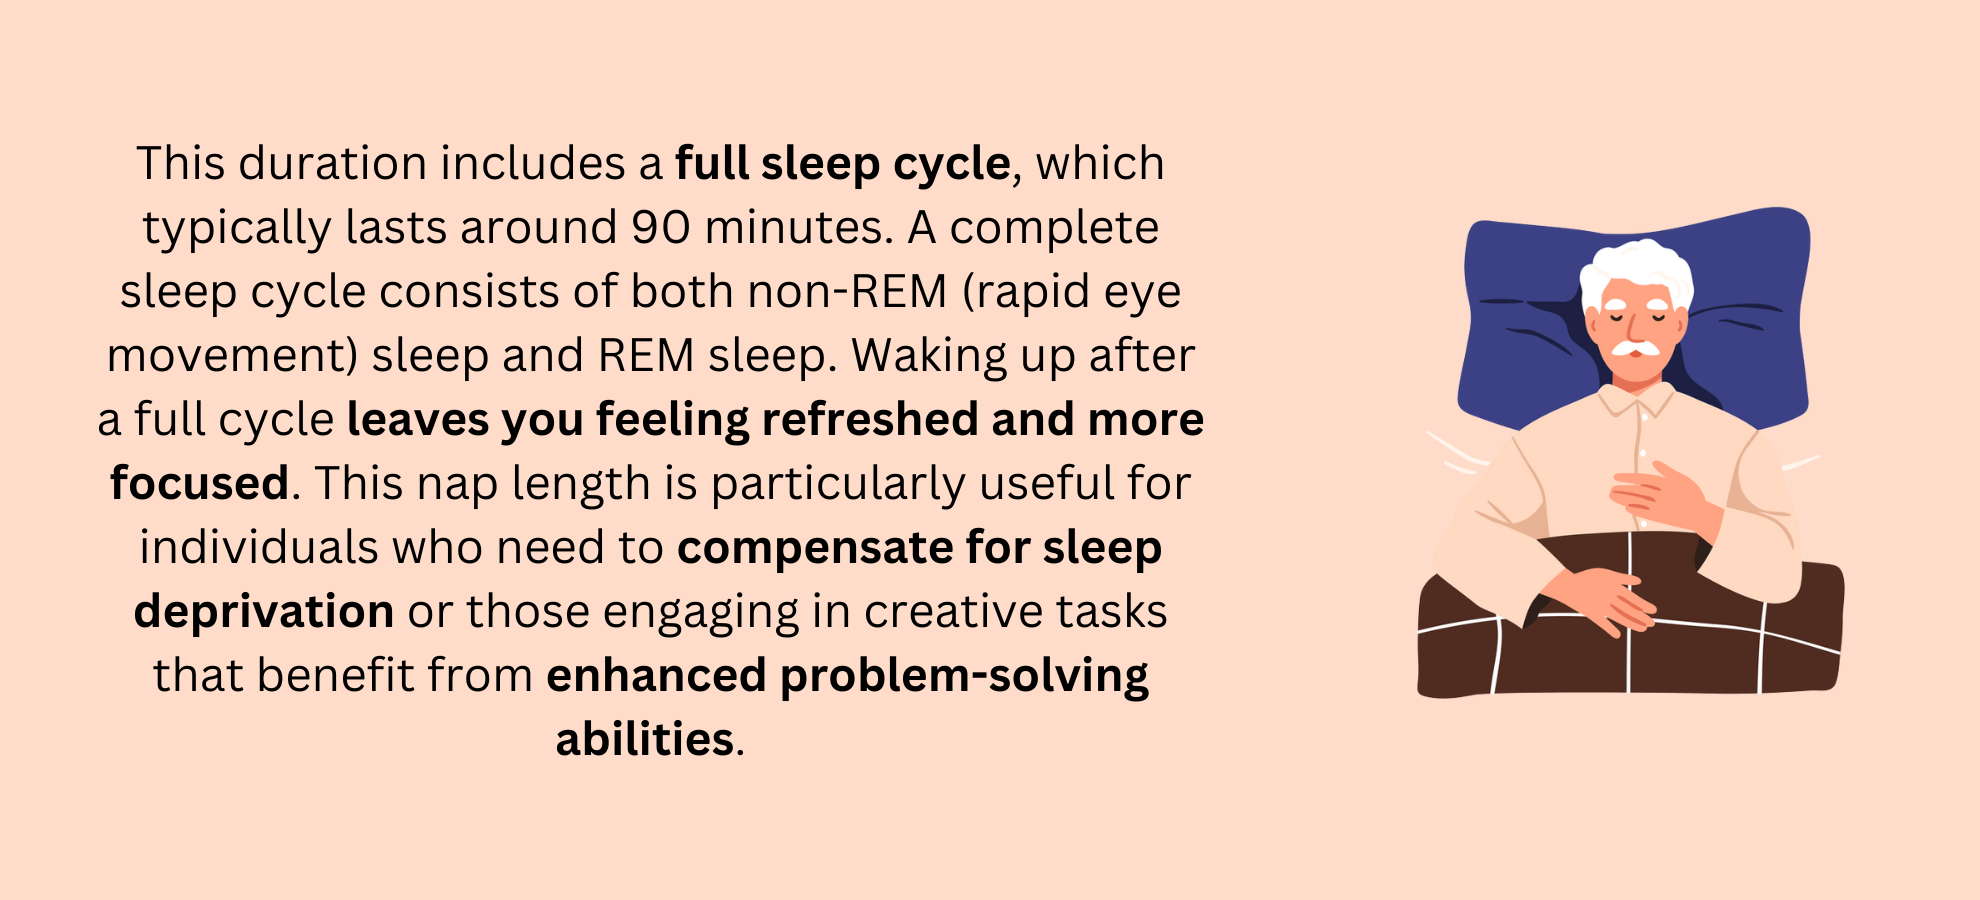 This duration includes a full sleep cycle, which
typically lasts around 90 minutes. A complete
sleep cycle consists of both non-REM (rapid eye
movement) sleep and REM sleep. Waking up after
a full cycle leaves you feeling refreshed and more
focused. This nap length is particularly useful for
individuals who need to compensate for sleep
deprivation or those engaging in creative tasks
that benefit from enhanced problem-solving
abilities.